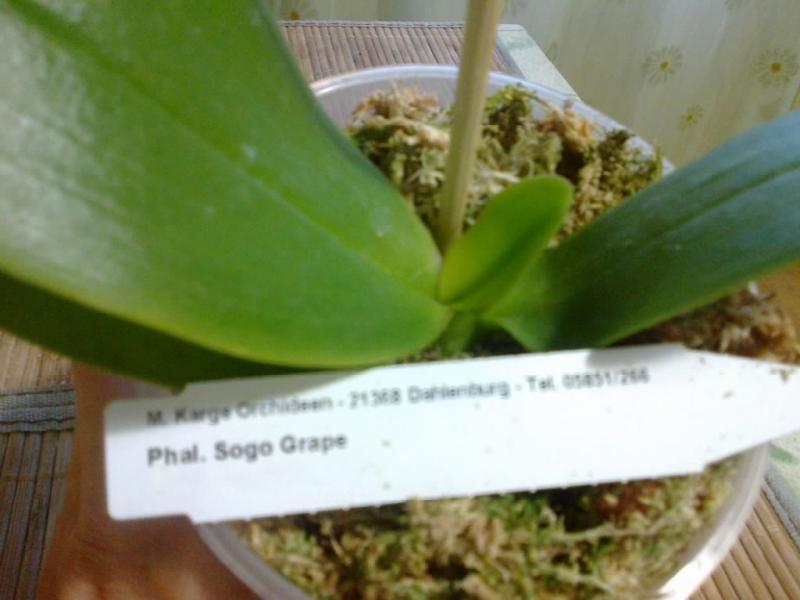 M. Karge Orchideen - 21368 Dahlenburg - Tel. 05851/266
Phal. Sogo Grape